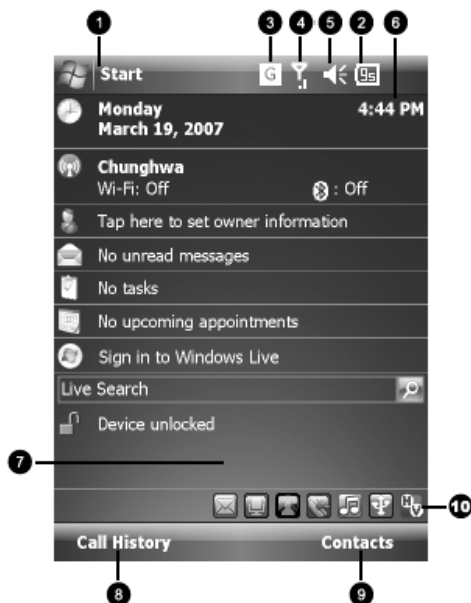 1 3 4 5 2 6
Start G
Monday 4:44 PM
March 19, 2007
Chunghwa
Wi-Fi: Off : Off
Tap here to set owner information
No unread messages
No tasks
No upcoming appointments
Sign in to Windows Live
Live Search
Device unlocked
7
10
Call History Contacts
8 9